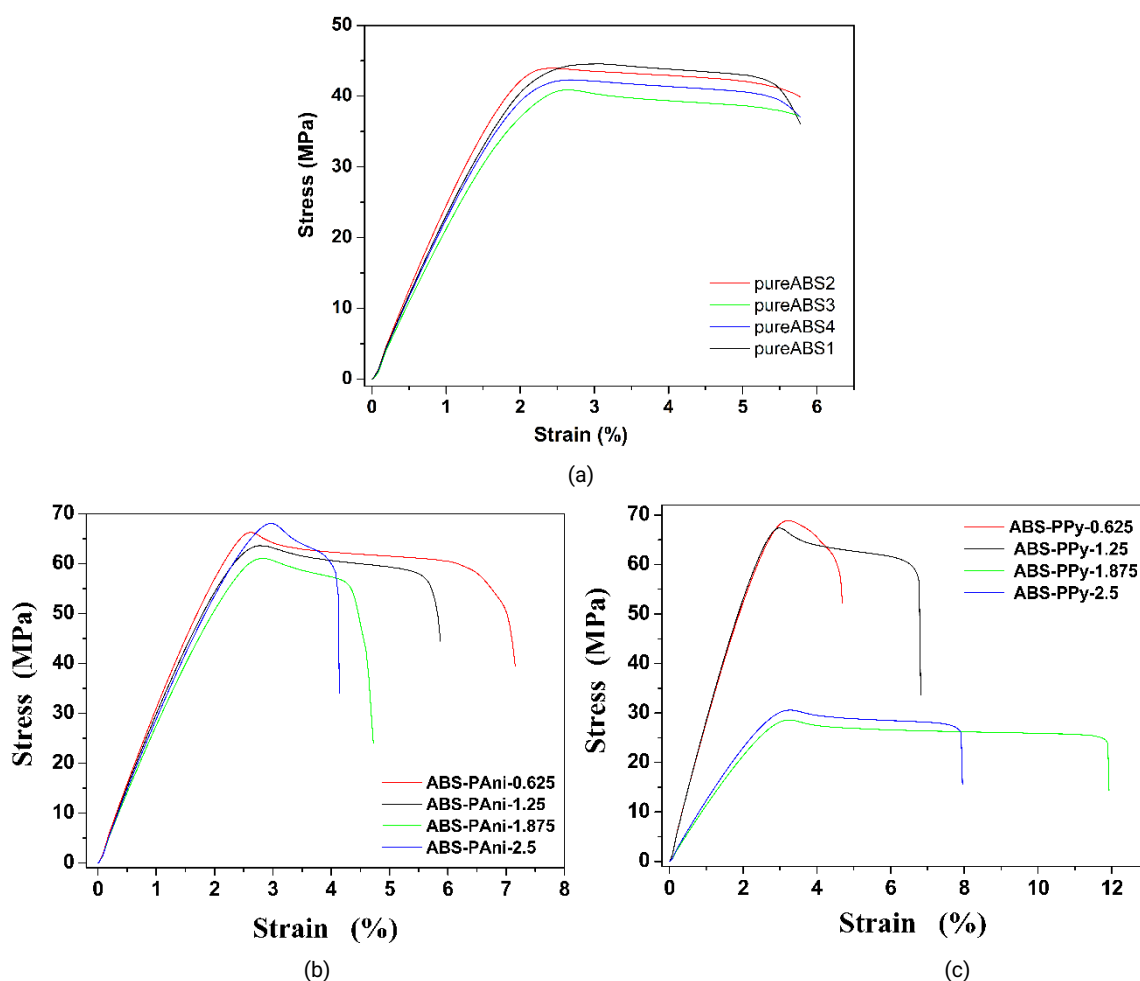 50
40
30
20
10
0
Stress (MPa)
pureABS2
pureABS3
pureABS4
pureABS1
0 1 2 3 4 5 6
Strain (%)
(a)
70
60
50
40
30
20
10
0
Stress (MPa)
ABS-PAni-0.625
ABS-PAni-1.25
ABS-PAni-1.875
ABS-PAni-2.5
0 1 2 3 4 5 6 7 8
Strain (%)
(b)
70
60
50
40
30
20
10
0
Stress (MPa)
ABS-PPy-0.625
ABS-PPy-1.25
ABS-PPy-1.875
ABS-PPy-2.5
0 2 4 6 8 10 12
Strain (%)
(c)